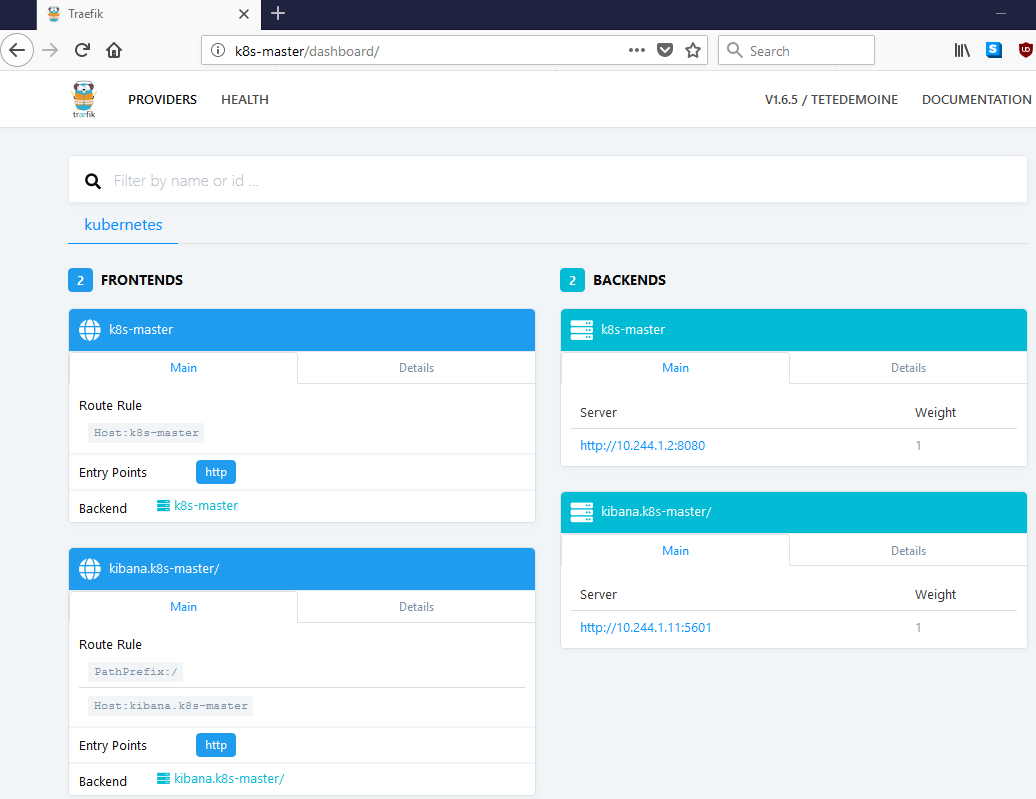 Traefik
k8s-master/dashboard/
Search
træfik
PROVIDERS
HEALTH
V1.6.5 / TETEDEMOINE
DOCUMENTATION
Filter by name or id ...
kubernetes
2 FRONTENDS
k8s-master
Main
Details
Route Rule
Host:k8s-master
Entry Points
http
Backend
k8s-master
kibana.k8s-master/
Main
Details
Route Rule
PathPrefix:/
Host:kibana.k8s-master
Entry Points
http
Backend
kibana.k8s-master/
2 BACKENDS
k8s-master
Main
Details
Server
Weight
http://10.244.1.2:8080
1
kibana.k8s-master/
Main
Details
Server
Weight
http://10.244.1.11:5601
1